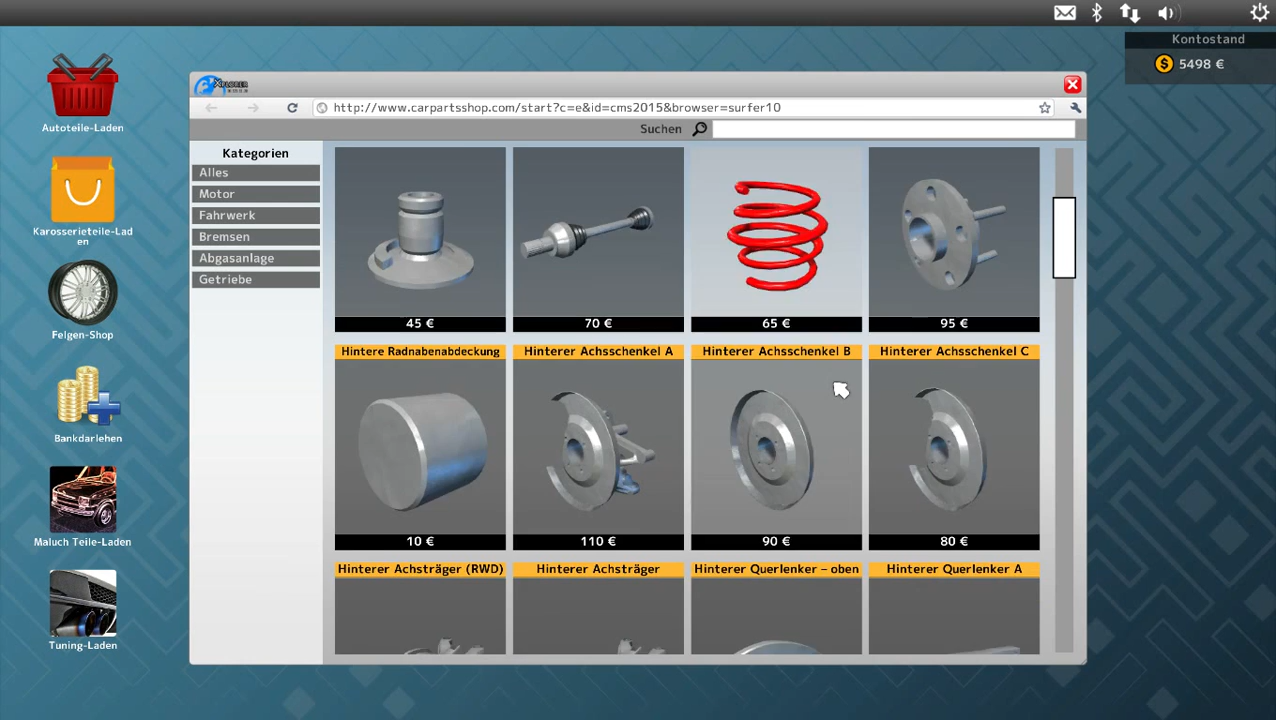 Kontostand
$ 5498 €
Autoteile-Laden
Karosserieteile-Lad
en
Felgen-Shop
Bankdarlehen
Maluch Teile-Laden
Tuning-Laden
http://www.carpartsshop.com/start?c=e&id=cms2015&browser=surfer10
Suchen
Kategorien
Alles
Motor
Fahrwerk
Bremsen
Abgasanlage
Getriebe
45 €
70 €
65 €
95 €
Hintere Radnabenabdeckung
Hinterer Achsschenkel A
Hinterer Achsschenkel B
Hinterer Achsschenkel C
10 €
110 €
90 €
80 €
Hinterer Achsträger (RWD)
Hinterer Achsträger
Hinterer Querlenker – oben
Hinterer Querlenker A